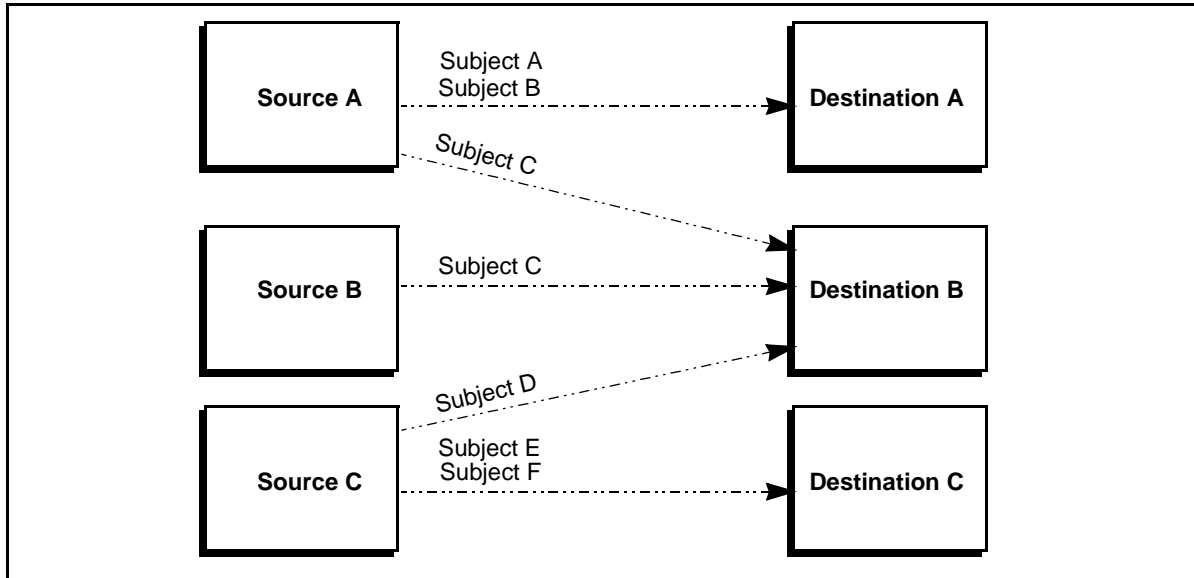 Source A
Subject A
Subject B
Destination A
Subject C
Source B
Subject C
Destination B
Subject D
Source C
Subject E
Subject F
Destination C